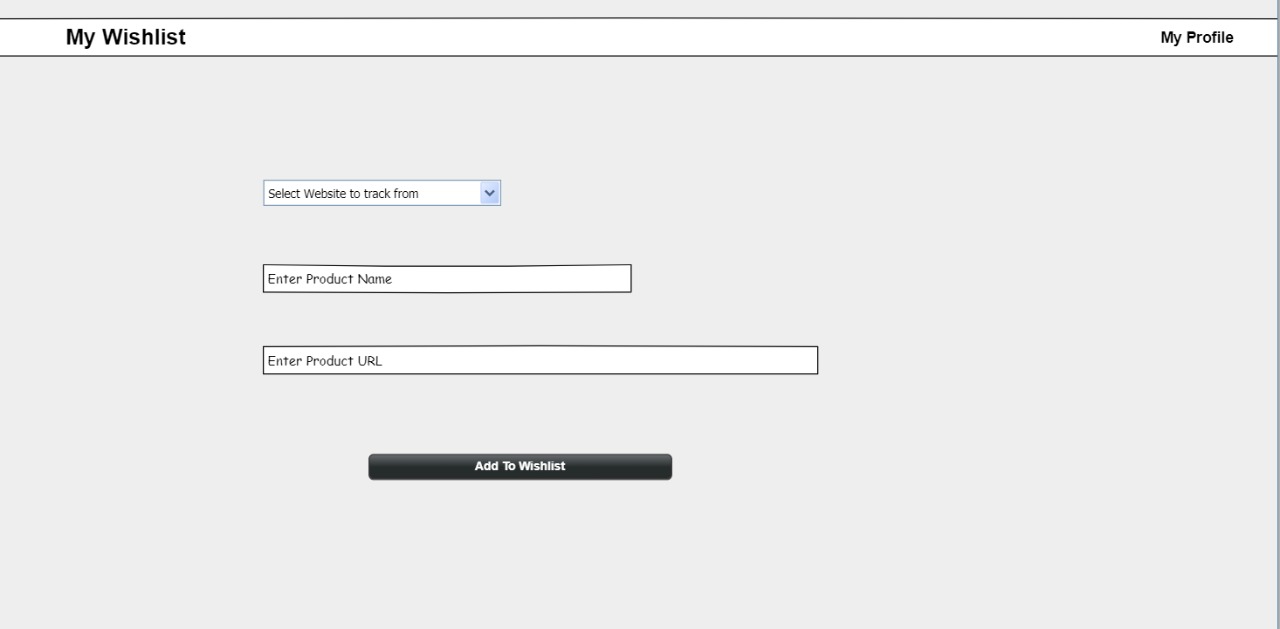 My Wishlist
My Profile
Select Website to track from
Enter Product Name
Enter Product URL
Add To Wishlist